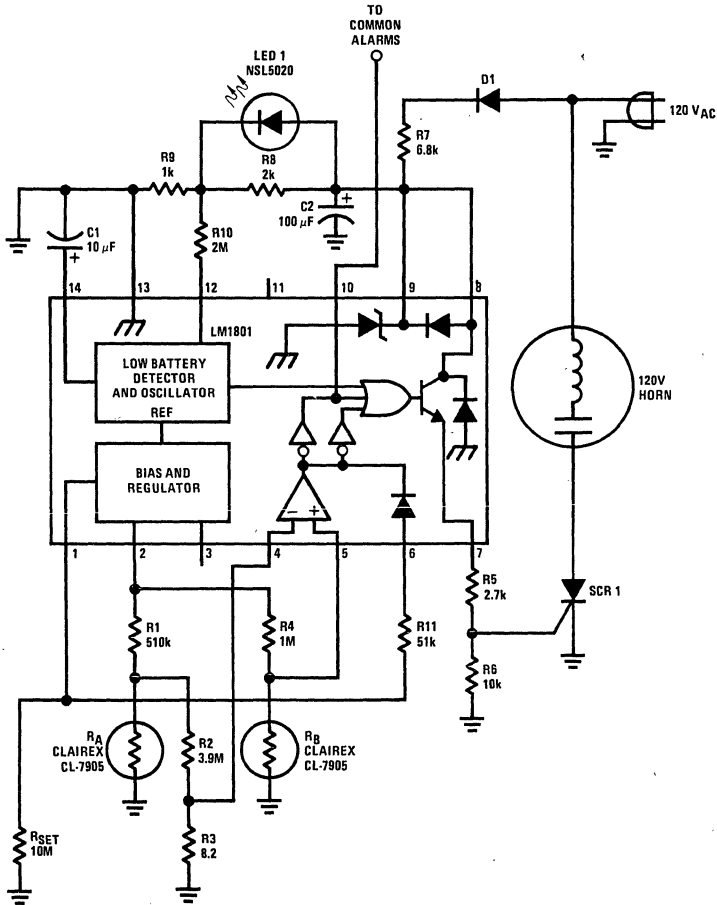 TO
COMMON
ALARMS
LED 1
NSL5020
D1
120 VAC
R7
6.8k
R9
1k
R8
2k
C2
100 µF
+
C1
10 µF
+
R10
2M
14
13
12
11
10
9
8
LM1801
LOW BATTERY
DETECTOR
AND OSCILLATOR
REF
BIAS AND
REGULATOR
120V
HORN
− +
1
2
3
4
5
6
7
R5
2.7k
SCR 1
R1
510k
R4
1M
R11
51k
R6
10k
RA
CLAIREX
CL-7905
R2
3.9M
RB
CLAIREX
CL-7905
RSET
10M
R3
8.2